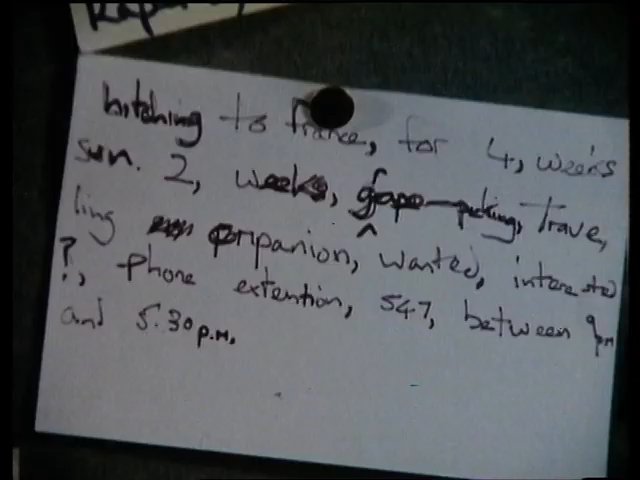 hitching to france, for 4, weeks
sun. 2, weeks, grape-picking, Trave,
ling companion, wanted, interested
?, phone extention, 547, between 9pm
and 5.30p.m.